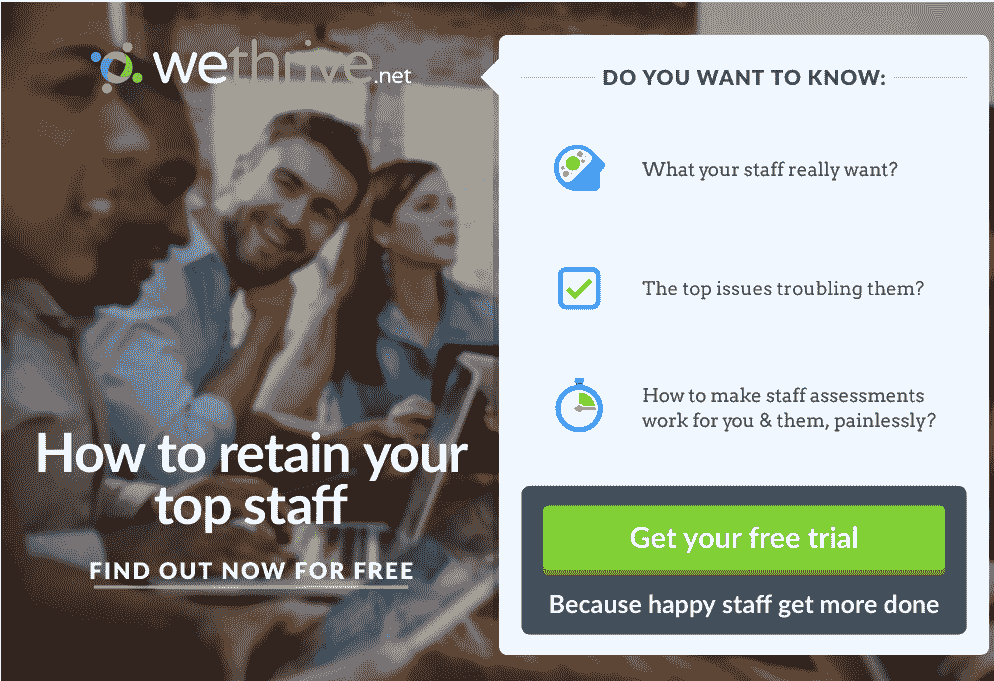 wethrive.net
How to retain your
top staff
FIND OUT NOW FOR FREE
DO YOU WANT TO KNOW:
What your staff really want?
The top issues troubling them?
How to make staff assessments
work for you & them, painlessly?
Get your free trial
Because happy staff get more done